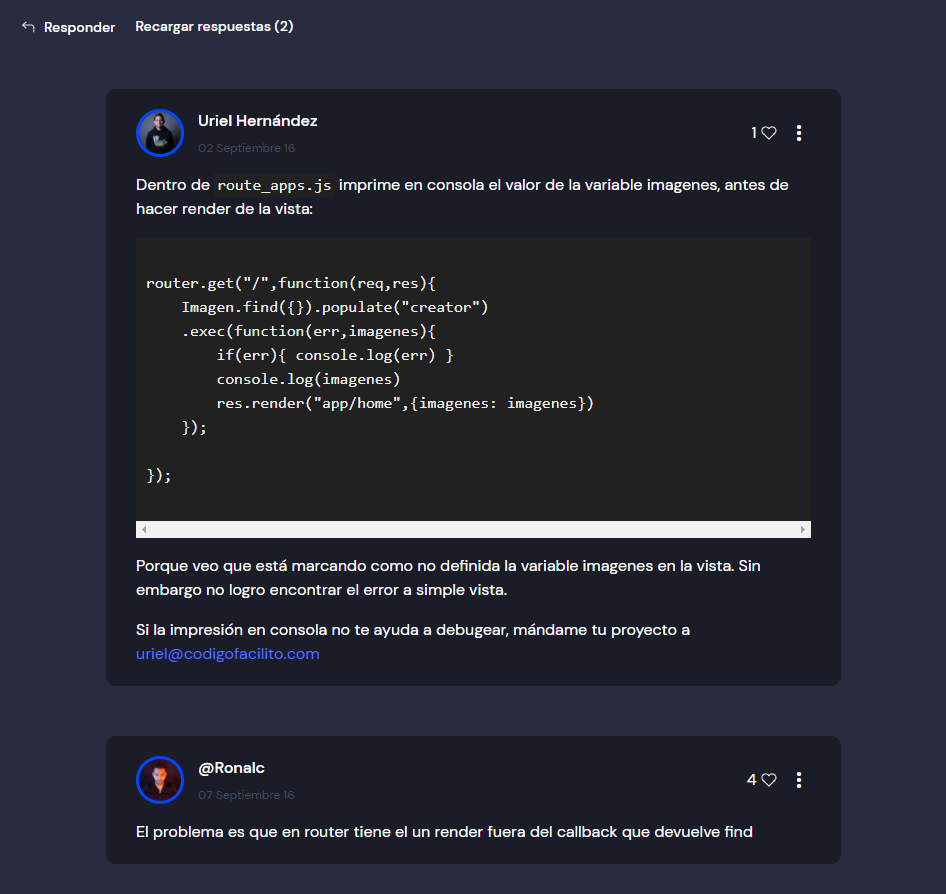 Responder Recargar respuestas (2)
Uriel Hernández
1
02 Septiembre 16
Dentro de route_apps.js imprime en consola el valor de la variable imagenes, antes de
hacer render de la vista:
router.get("/",function(req,res){
    Imagen.find({}).populate("creator")
    .exec(function(err,imagenes){
        if(err){ console.log(err) }
        console.log(imagenes)
        res.render("app/home",{imagenes: imagenes})
    });
});
Porque veo que está marcando como no definida la variable imagenes en la vista. Sin
embargo no logro encontrar el error a simple vista.
Si la impresión en consola no te ayuda a debugear, mándame tu proyecto a
uriel@codigofacilito.com
@Ronalc
4
07 Septiembre 16
El problema es que en router tiene el un render fuera del callback que devuelve find